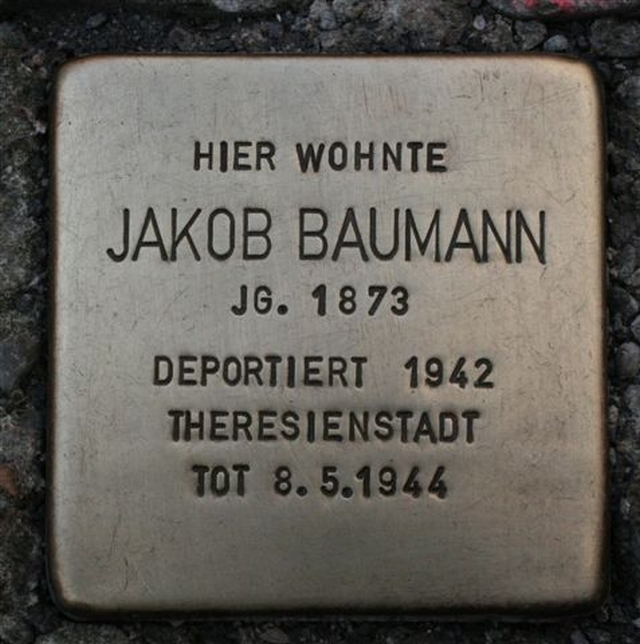 HIER WOHNTE
JAKOB BAUMANN
JG. 1873
DEPORTIERT 1942
THERESIENSTADT
TOT 8.5.1944